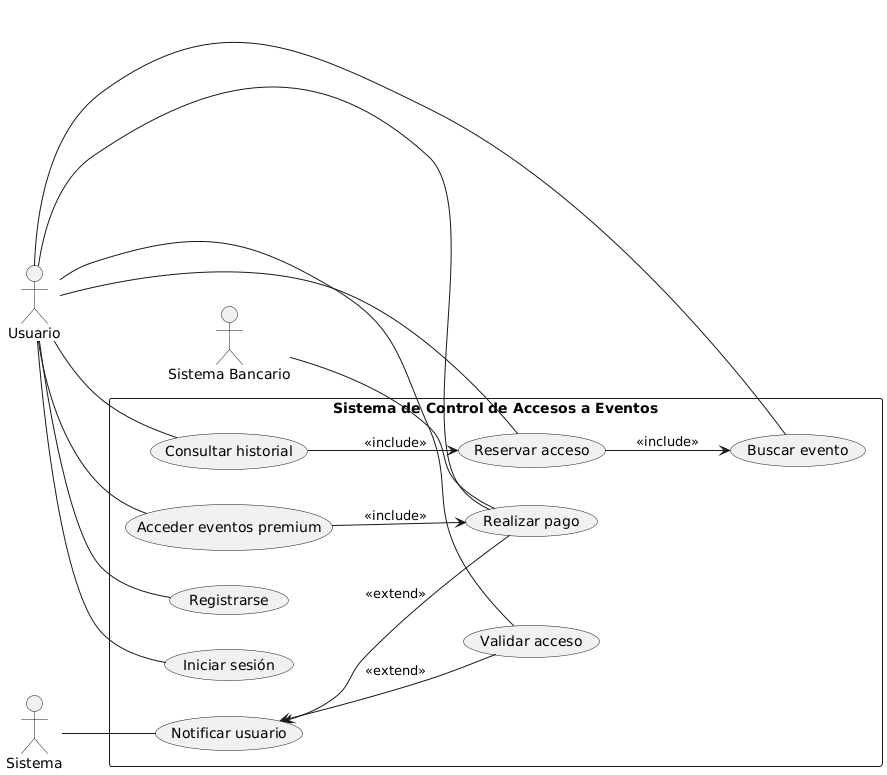 Usuario
Sistema Bancario
Sistema de Control de Accesos a Eventos
Consultar historial
«include»
Reservar acceso
«include»
Buscar evento
Acceder eventos premium
«include»
Realizar pago
Registrarse
«extend»
Validar acceso
Iniciar sesión
«extend»
Notificar usuario
Sistema